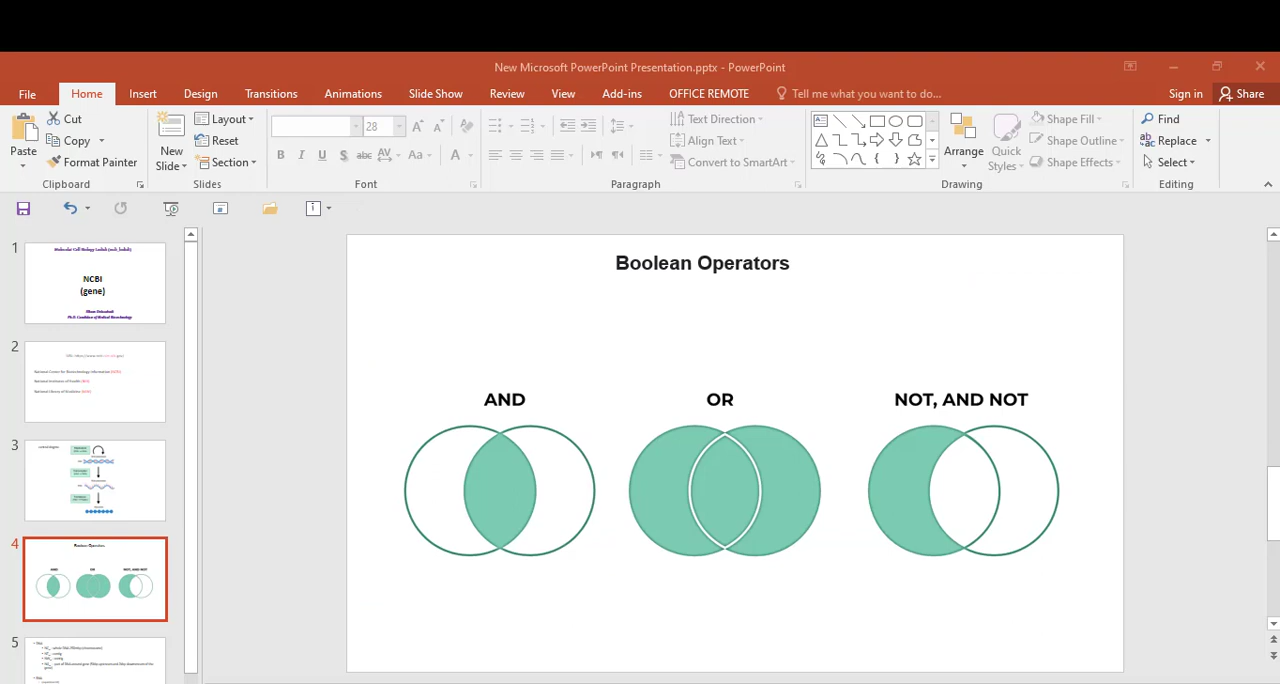 New Microsoft PowerPoint Presentation.pptx - PowerPoint
File Home Insert Design Transitions Animations Slide Show Review View Add-ins OFFICE REMOTE Tell me what you want to do... Sign in Share
Cut Layout 28 Text Direction Shape Fill Find
Paste Copy New Slide Reset B I U S abc AV Aa A Align Text Arrange Quick Styles Shape Outline Replace
Format Painter Section Convert to SmartArt Shape Effects Select
Clipboard Slides Font Paragraph Drawing Editing
1
NCBI
(gene)
2
3
4
5
Boolean Operators
AND OR NOT, AND NOT